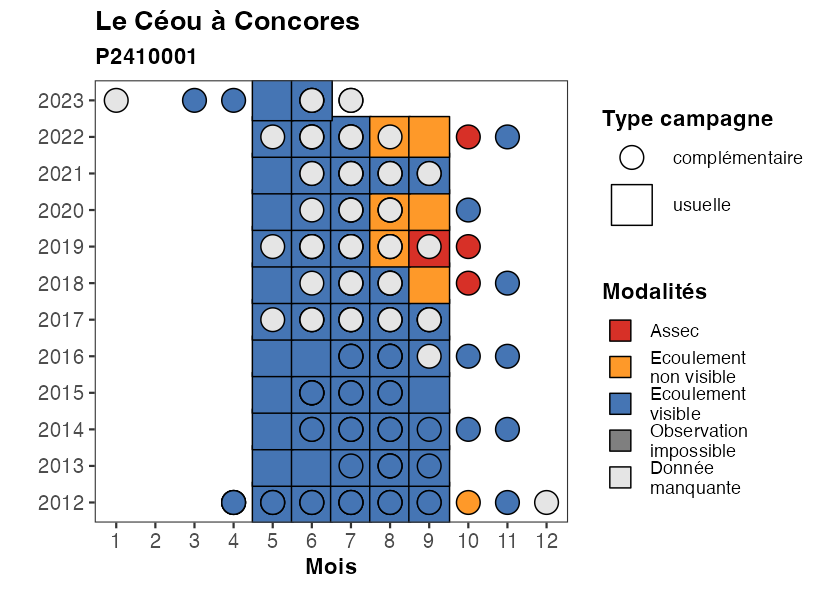 Le Céou à Concores
P2410001
2023
2022
2021
2020
2019
2018
2017
2016
2015
2014
2013
2012
1 2 3 4 5 6 7 8 9 10 11 12
Mois
Type campagne
complémentaire
usuelle
Modalités
Assec
Ecoulement
non visible
Ecoulement
visible
Observation
impossible
Donnée
manquante